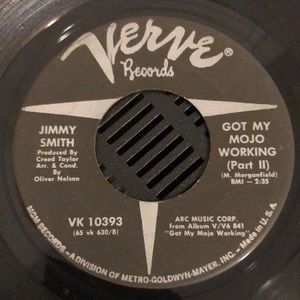 Verve®
Records
JIMMY
SMITH
Produced By
Creed Taylor
Arr. & Cond.
By
Oliver Nelson
GOT MY
MOJO
WORKING
(Part II)
(M. Morganfield)
BMI - 2:35
VK 10393
(65 vk 630/B)
ARC MUSIC CORP.
from Album V/V6 841
"Got My Mojo Working"
MGM RECORDS - A DIVISION OF METRO-GOLDWYN-MAYER, INC. - Made in U.S.A.